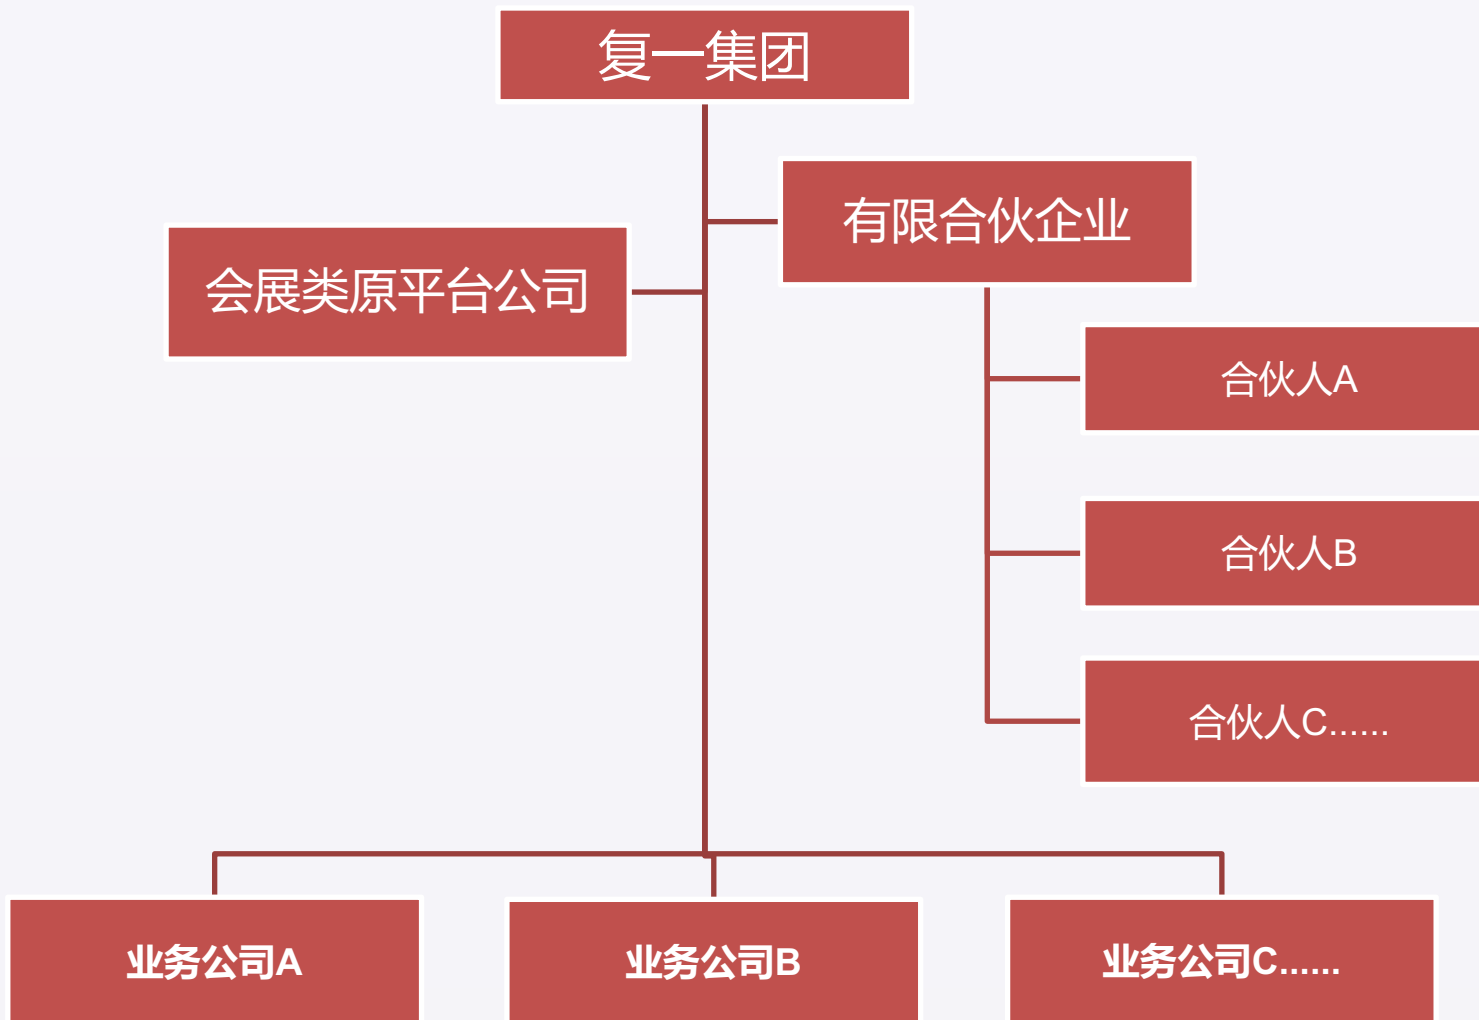 复一集团
有限合伙企业
会展类原平台公司
合伙人A
合伙人B
合伙人C......
业务公司A
业务公司B
业务公司C......